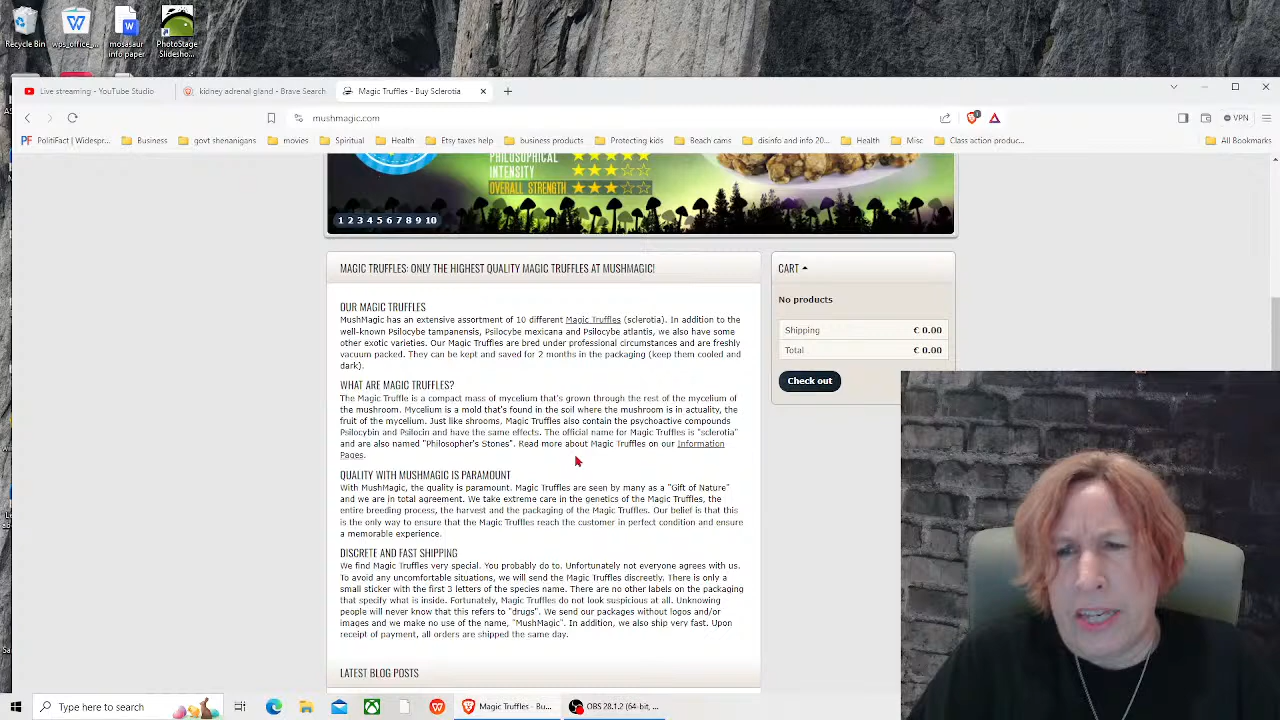 Recycle Bin
wps_office_...
mosasaur
info paper
PhotoStage
Slidesho...
Live streaming - YouTube Studio
kidney adrenal gland - Brave Search
Magic Truffles - Buy Sclerotia
mushmagic.com
VPN
PolitiFact | Widespr...
Business
govt shenanigans
movies
Spiritual
Health
Etsy taxes help
business products
Protecting kids
Beach cams
disinfo and info 20...
Health
Misc
Class action produc...
All Bookmarks
PHILOSOPHICAL
INTENSITY
OVERALL STRENGTH
1 2 3 4 5 6 7 8 9 10
MAGIC TRUFFLES: ONLY THE HIGHEST QUALITY MAGIC TRUFFLES AT MUSHMAGIC!
OUR MAGIC TRUFFLES
MushMagic has an extensive assortment of 10 different Magic Truffles (sclerotia). In addition to the
well-known Psilocybe tampanensis, Psilocybe mexicana and Psilocybe atlantis, we also have some
other exotic varieties. Our Magic Truffles are bred under professional circumstances and are freshly
vacuum packed. They can be kept and saved for 2 months in the packaging (keep them cooled and
dark).
WHAT ARE MAGIC TRUFFLES?
The Magic Truffle is a compact mass of mycelium that's grown through the rest of the mycelium of
the mushroom. Mycelium is a mold that's found in the soil where the mushroom is in actuality, the
fruit of the mycelium. Just like shrooms, Magic Truffles also contain the psychoactive compounds
Psilocybin and Psilocin and have the same effects. The official name for Magic Truffles is "sclerotia"
and are also named "Philosopher's Stones". Read more about Magic Truffles on our Information
Pages.
QUALITY WITH MUSHMAGIC IS PARAMOUNT
With MushMagic, the quality is paramount. Magic Truffles are seen by many as a "Gift of Nature"
and we are in total agreement. We take extreme care in the genetics of the Magic Truffles, the
entire breeding process, the harvest and the packaging of the Magic Truffles. Our belief is that this
is the only way to ensure that the Magic Truffles reach the customer in perfect condition and ensure
a memorable experience.
DISCRETE AND FAST SHIPPING
We find Magic Truffles very special. You probably do to. Unfortunately not everyone agrees with us.
To avoid any uncomfortable situations, we will send the Magic Truffles discreetly. There is only a
small sticker with the first 3 letters of the species name. There are no other labels on the packaging
that specify what is inside. Fortunately, Magic Truffles do not look suspicious at all. Unknowing
people will never know that this refers to "drugs". We send our packages without logos and/or
images and we make no use of the name, "MushMagic". In addition, we also ship very fast. Upon
receipt of payment, all orders are shipped the same day.
LATEST BLOG POSTS
CART
No products
Shipping € 0.00
Total € 0.00
Check out
Type here to search
Magic Truffles - Bu...
OBS 28.1.2 (64-bit, ...